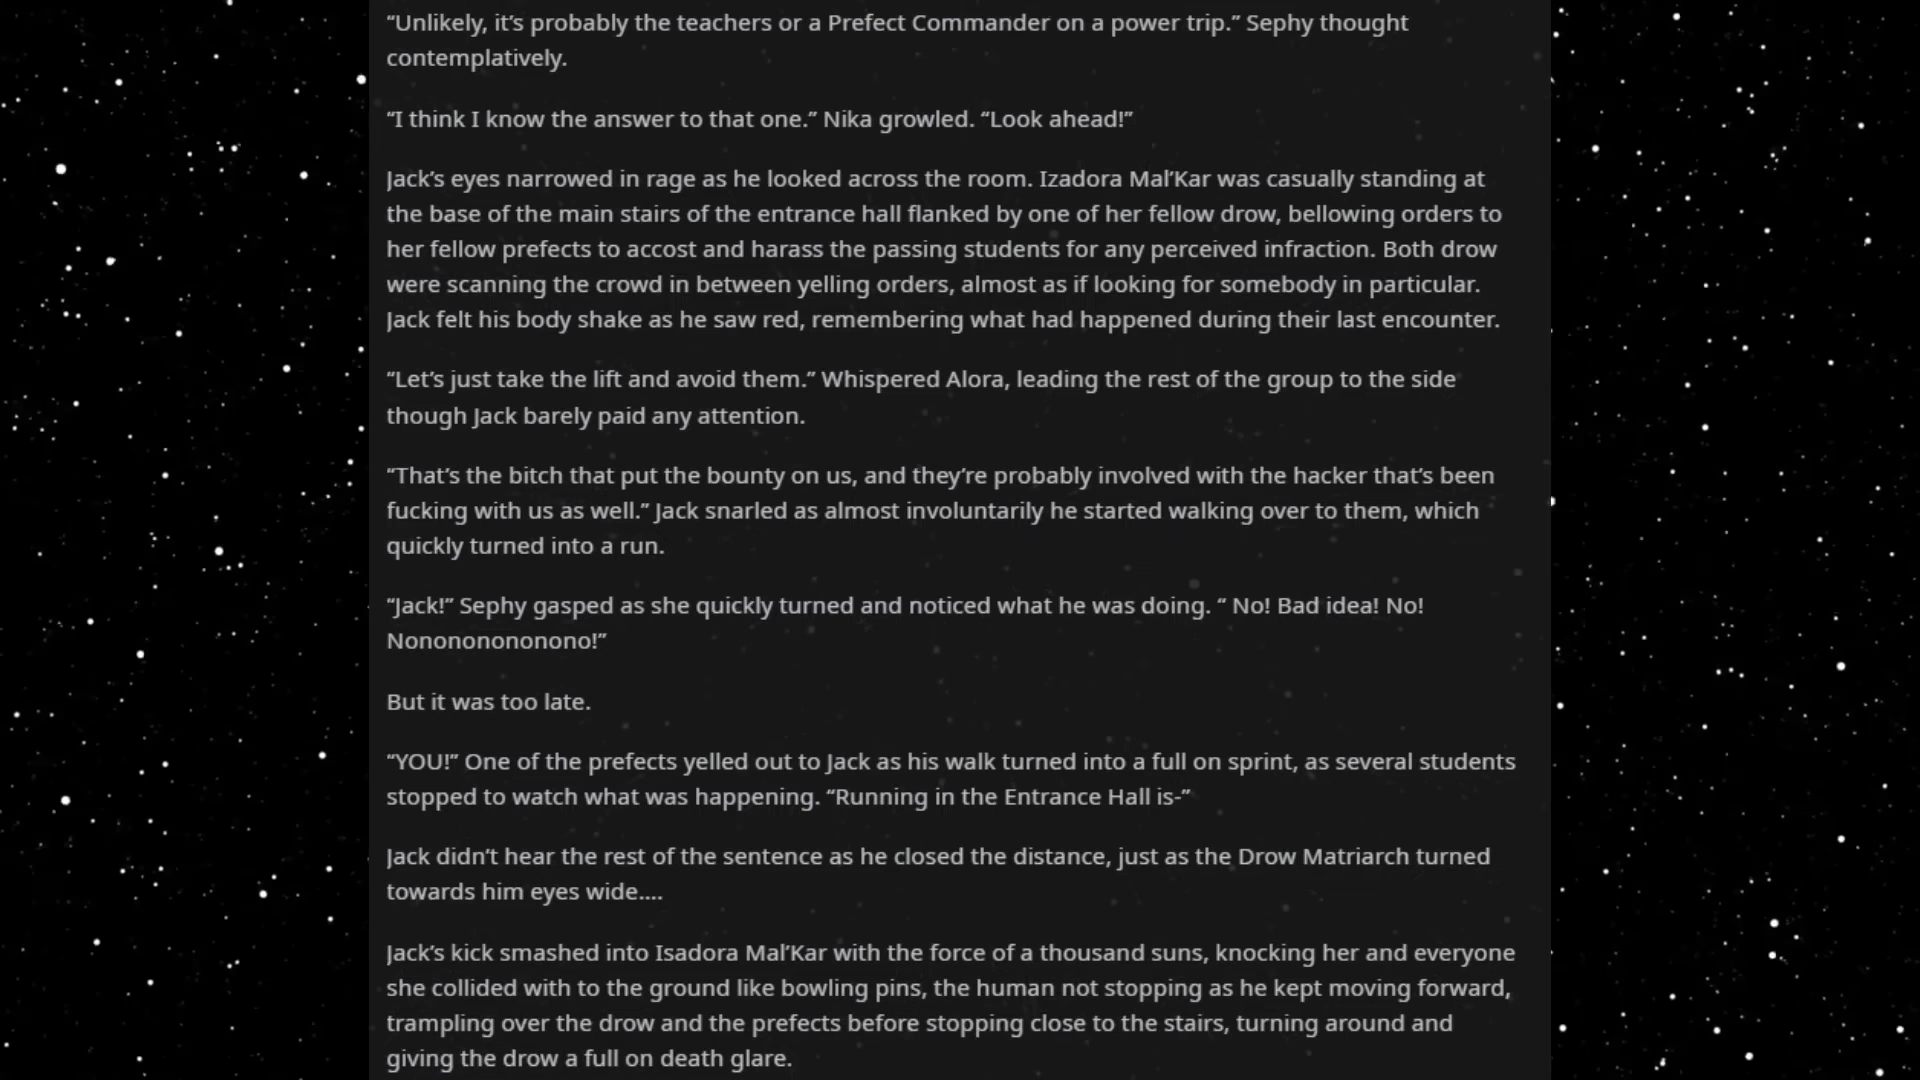 “Unlikely, it’s probably the teachers or a Prefect Commander on a power trip.” Sephy thought
contemplatively.
“I think I know the answer to that one.” Nika growled. “Look ahead!”
Jack’s eyes narrowed in rage as he looked across the room. Izadora Mal’Kar was casually standing at
the base of the main stairs of the entrance hall flanked by one of her fellow drow, bellowing orders to
her fellow prefects to accost and harass the passing students for any perceived infraction. Both drow
were scanning the crowd in between yelling orders, almost as if looking for somebody in particular.
Jack felt his body shake as he saw red, remembering what had happened during their last encounter.
“Let’s just take the lift and avoid them.” Whispered Alora, leading the rest of the group to the side
though Jack barely paid any attention.
“That’s the bitch that put the bounty on us, and they’re probably involved with the hacker that’s been
fucking with us as well.” Jack snarled as almost involuntarily he started walking over to them, which
quickly turned into a run.
“Jack!” Sephy gasped as she quickly turned and noticed what he was doing. “ No! Bad idea! No!
Nonononononono!”
But it was too late.
“YOU!” One of the prefects yelled out to Jack as his walk turned into a full on sprint, as several students
stopped to watch what was happening. “Running in the Entrance Hall is-”
Jack didn’t hear the rest of the sentence as he closed the distance, just as the Drow Matriarch turned
towards him eyes wide....
Jack’s kick smashed into Isadora Mal’Kar with the force of a thousand suns, knocking her and everyone
she collided with to the ground like bowling pins, the human not stopping as he kept moving forward,
trampling over the drow and the prefects before stopping close to the stairs, turning around and
giving the drow a full on death glare.